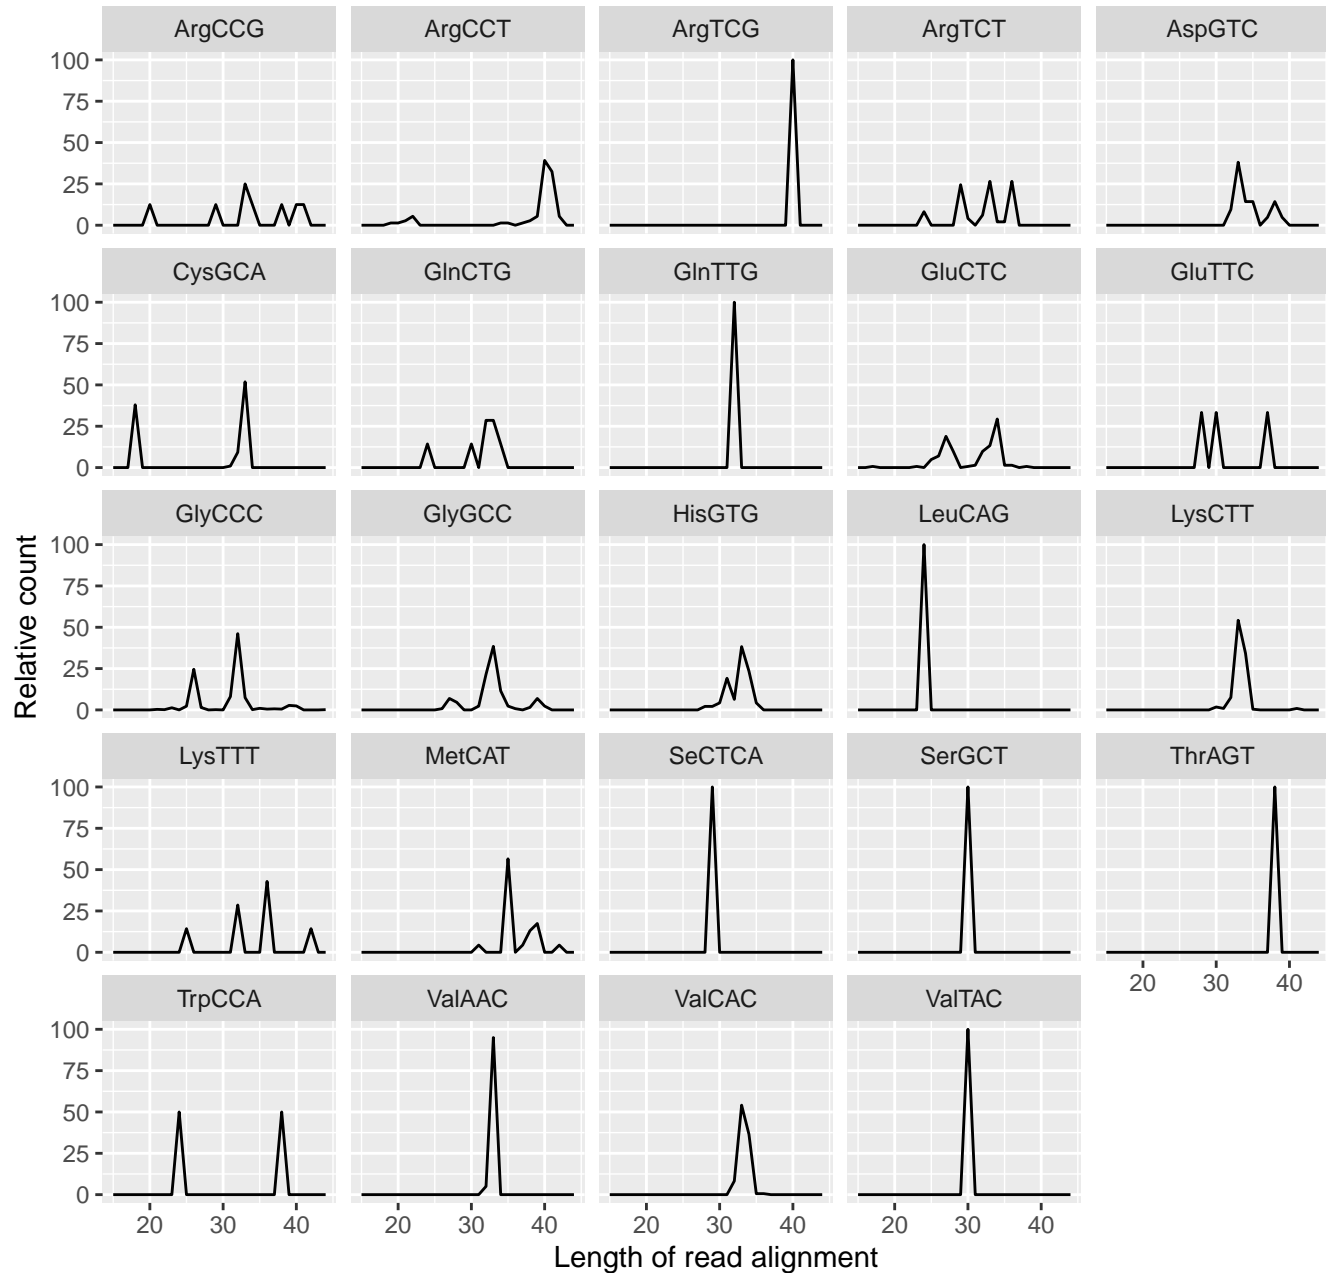 ArgCCG ArgCCT ArgTCG ArgTCT AspGTC
100
75
50
25
0
CysGCA GlnCTG GlnTTG GluCTC GluTTC
100
75
50
25
0
GlyCCC GlyGCC HisGTG LeuCAG LysCTT
100
75
50
25
0
Relative count
LysTTT MetCAT SeCTCA SerGCT ThrAGT
100
75
50
25
0
20 30 40
TrpCCA ValAAC ValCAC ValTAC
100
75
50
25
0
20 30 40 20 30 40 20 30 40 20 30 40
Length of read alignment